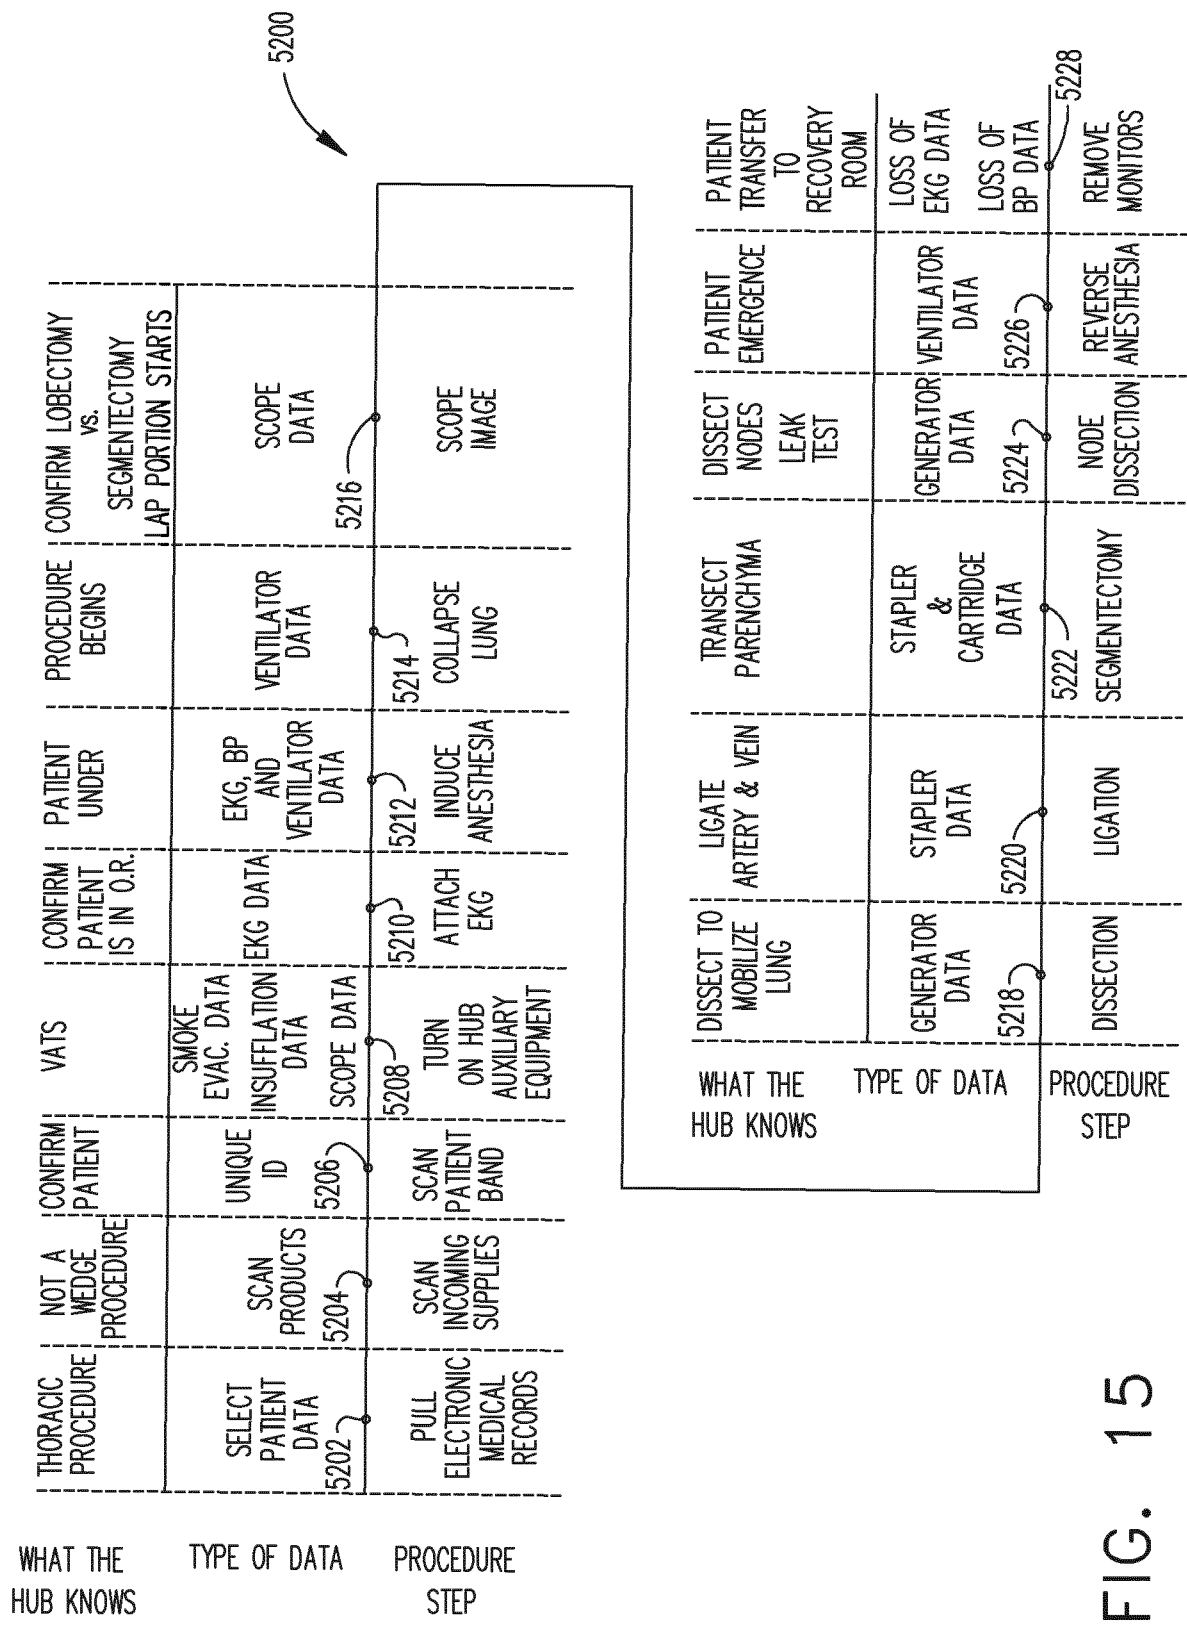 5200
WHAT THE
HUB KNOWS
THORACIC
PROCEDURE
NOT A
WEDGE
PROCEDURE
CONFIRM
PATIENT
VATS
CONFIRM
PATIENT
IS IN O.R.
PATIENT
UNDER
PROCEDURE
BEGINS
CONFIRM LOBECTOMY
vs.
SEGMENTECTOMY
LAP PORTION STARTS
TYPE OF DATA
SELECT
PATIENT
DATA
5202
SCAN
PRODUCTS
5204
UNIQUE
ID
5206
SMOKE
EVAC. DATA
INSUFFLATION
DATA
SCOPE DATA
5208
EKG DATA
5210
EKG, BP
AND
VENTILATOR
DATA
5212
VENTILATOR
DATA
5214
SCOPE
DATA
5216
PROCEDURE
STEP
PULL
ELECTRONIC
MEDICAL
RECORDS
SCAN
INCOMING
SUPPLIES
SCAN
PATIENT
BAND
TURN
ON HUB
AUXILIARY
EQUIPMENT
ATTACH
EKG
INDUCE
ANESTHESIA
COLLAPSE
LUNG
SCOPE
IMAGE
WHAT THE
HUB KNOWS
DISSECT TO
MOBILIZE
LUNG
LIGATE
ARTERY & VEIN
TRANSECT
PARENCHYMA
DISSECT
NODES
LEAK
TEST
PATIENT
EMERGENCE
PATIENT
TRANSFER
TO
RECOVERY
ROOM
TYPE OF DATA
GENERATOR
DATA
5218
STAPLER
DATA
5220
STAPLER
&
CARTRIDGE
DATA
5222
GENERATOR
DATA
5224
VENTILATOR
DATA
5226
LOSS OF
EKG DATA
LOSS OF
BP DATA
5228
PROCEDURE
STEP
DISSECTION
LIGATION
SEGMENTECTOMY
NODE
DISSECTION
REVERSE
ANESTHESIA
REMOVE
MONITORS
FIG. 15